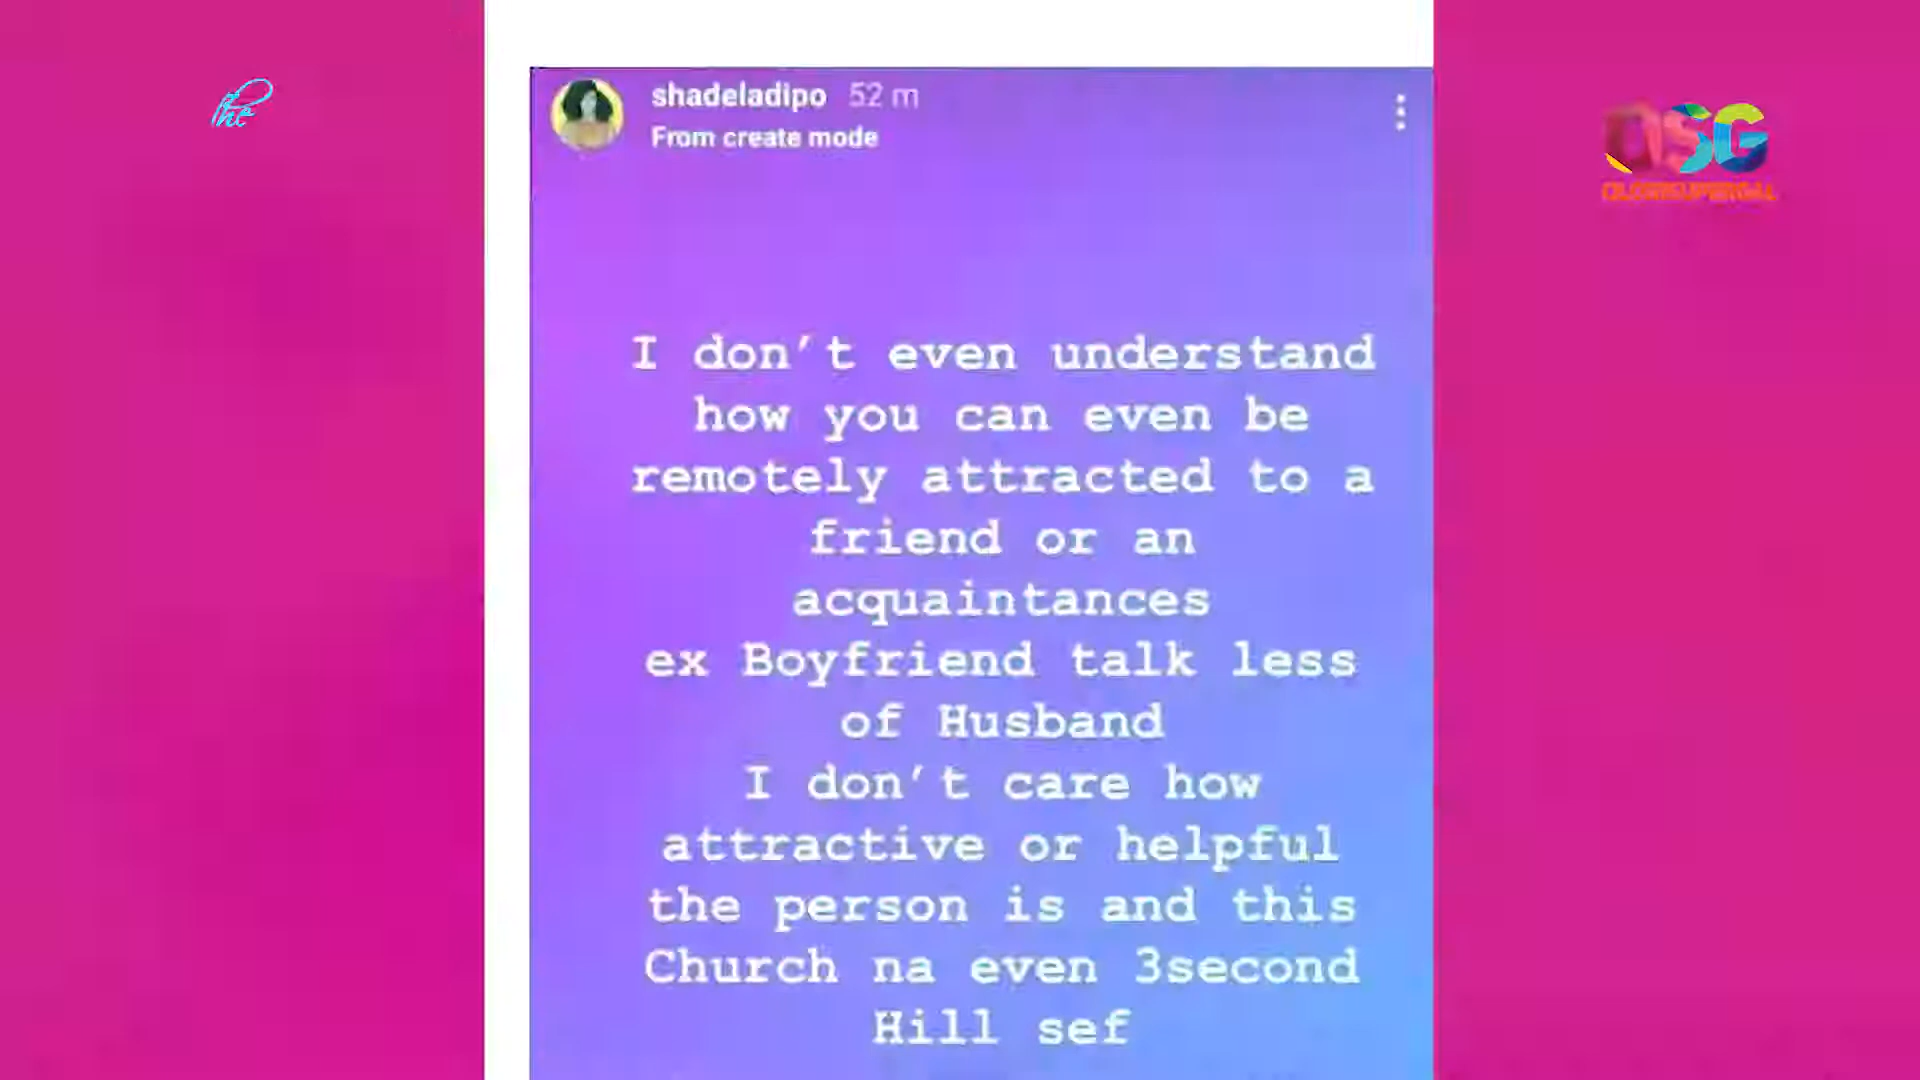 The
shadeladipo 52 m
From create mode
OSG
I don’t even understand
how you can even be
remotely attracted to a
friend or an
acquaintances
ex Boyfriend talk less
of Husband
I don’t care how
attractive or helpful
the person is and this
Church na even 3second
Hill sef